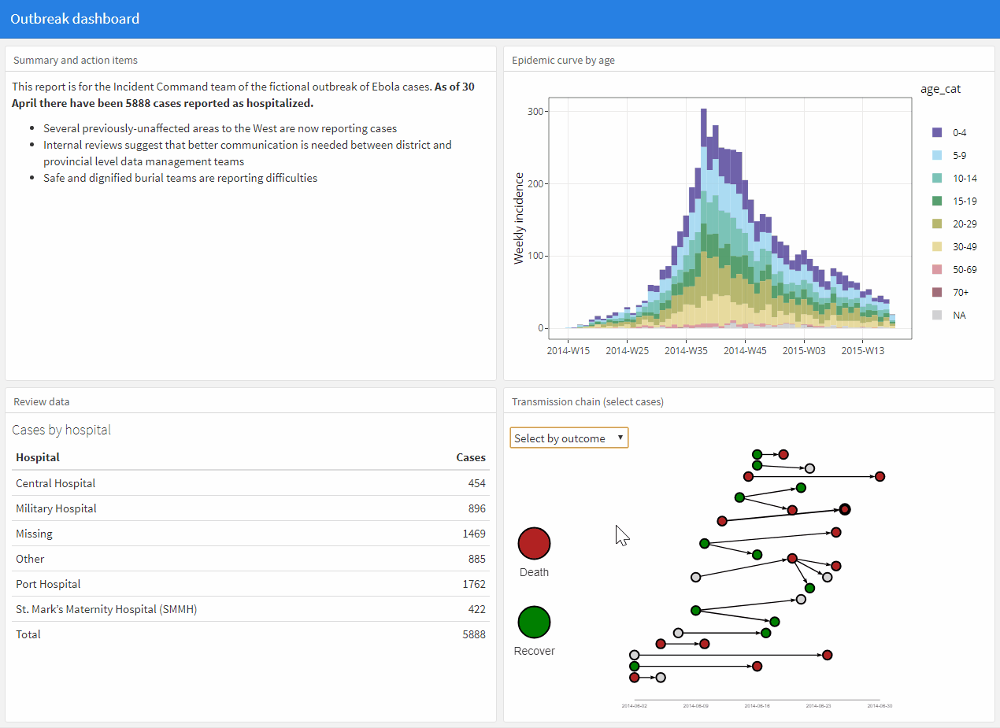 Outbreak dashboard
Summary and action items
This report is for the Incident Command team of the fictional outbreak of Ebola cases. As of 30
April there have been 5888 cases reported as hospitalized.
Several previously-unaffected areas to the West are now reporting cases
Internal reviews suggest that better communication is needed between district and
provincial level data management teams
Safe and dignified burial teams are reporting difficulties
Epidemic curve by age
age_cat
300
200
100
0
Weekly incidence
0-4
5-9
10-14
15-19
20-29
30-49
50-69
70+
NA
2014-W15 2014-W25 2014-W35 2014-W45 2015-W03 2015-W13
Review data
Cases by hospital
Hospital Cases
Central Hospital 454
Military Hospital 896
Missing 1469
Other 885
Port Hospital 1762
St. Mark’s Maternity Hospital (SMMH) 422
Total 5888
Transmission chain (select cases)
Select by outcome
Death
Recover
2014-06-02 2014-06-09 2014-06-16 2014-06-23 2014-06-30